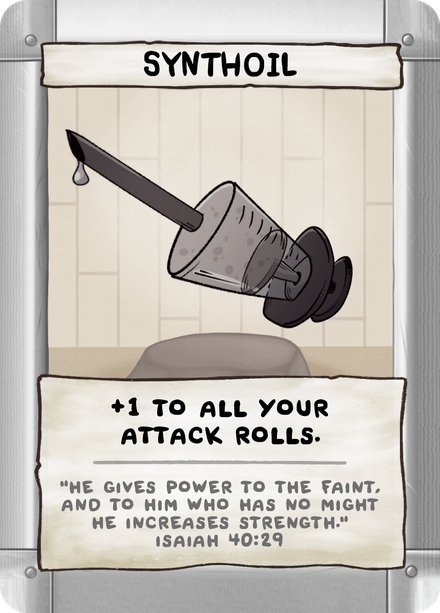 SYNTHOIL
+1 TO ALL YOUR
ATTACK ROLLS.
"HE GIVES POWER TO THE FAINT,
AND TO HIM WHO HAS NO MIGHT
HE INCREASES STRENGTH."
ISAIAH 40:29